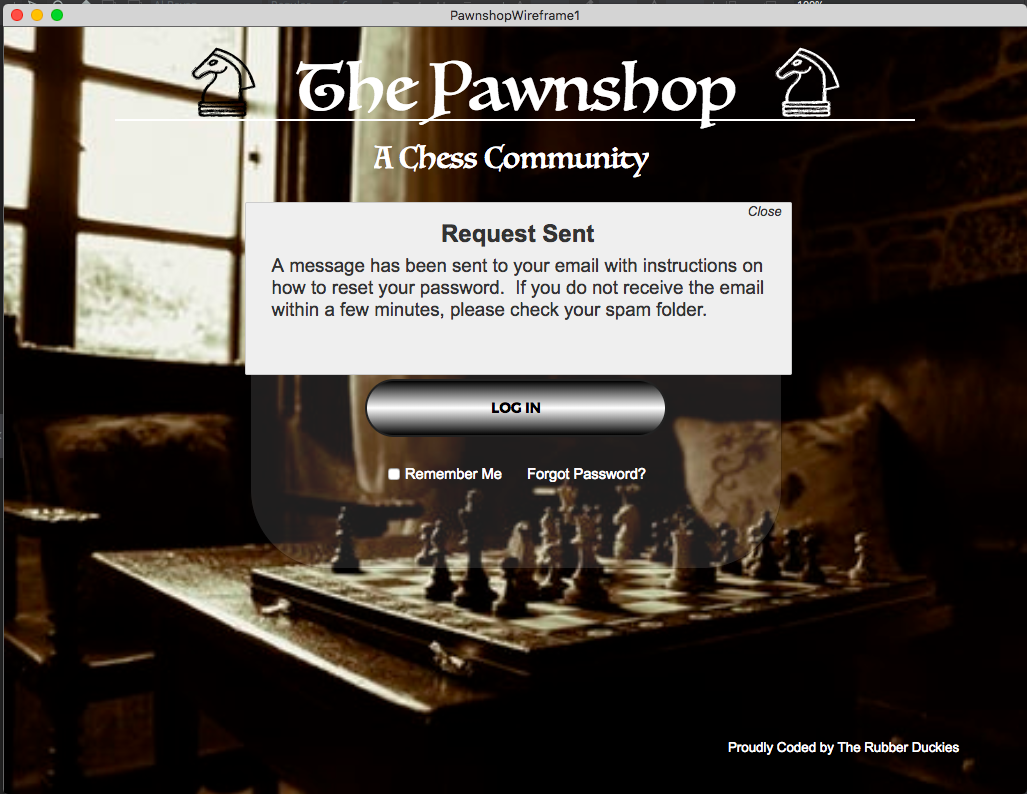 PawnshopWireframe1
The Pawnshop
A Chess Community
Close
Request Sent
A message has been sent to your email with instructions on
how to reset your password.  If you do not receive the email
within a few minutes, please check your spam folder.
LOG IN
Remember Me
Forgot Password?
Proudly Coded by The Rubber Duckies